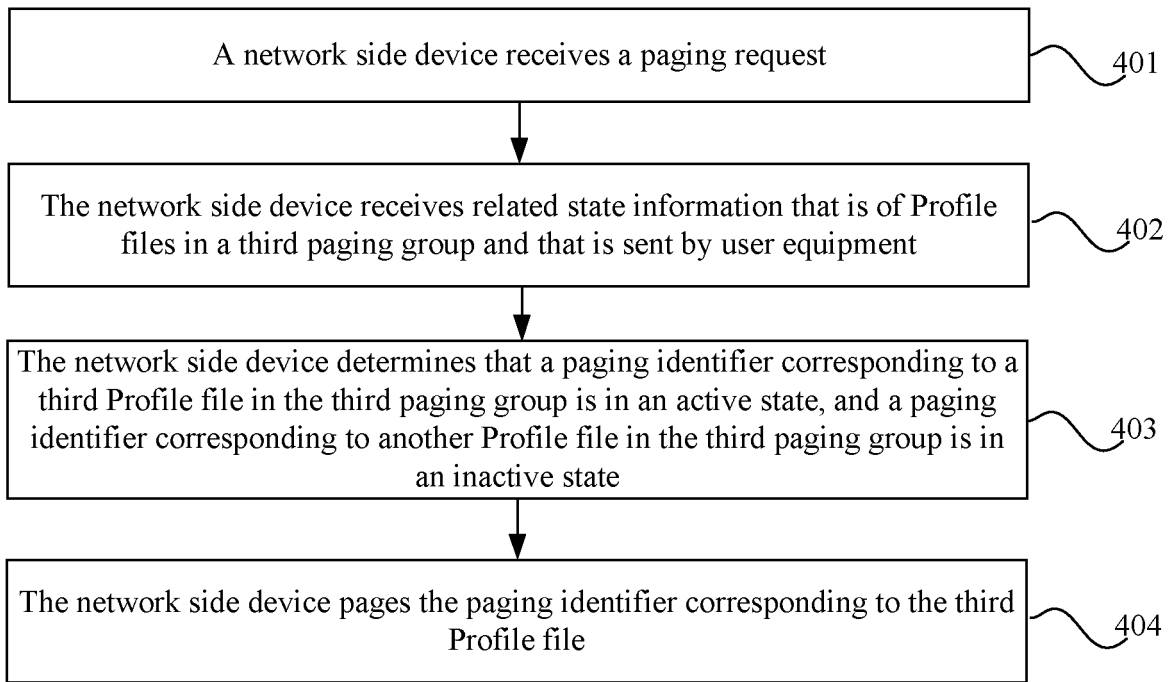 A network side device receives a paging request
401
The network side device receives related state information that is of Profile
files in a third paging group and that is sent by user equipment
402
The network side device determines that a paging identifier corresponding to a
third Profile file in the third paging group is in an active state, and a paging
identifier corresponding to another Profile file in the third paging group is in
an inactive state
403
The network side device pages the paging identifier corresponding to the third
Profile file
404